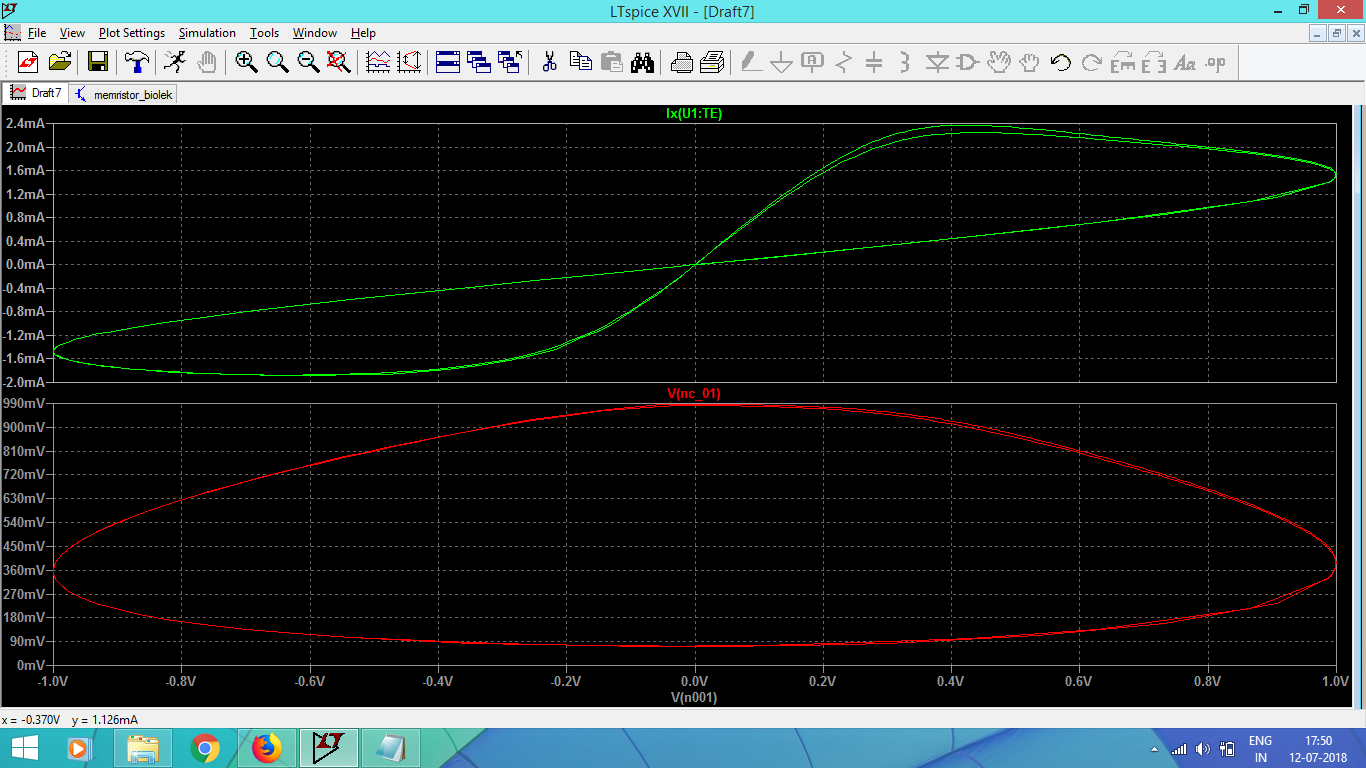 LTspice XVII - [Draft7]
File View Plot Settings Simulation Tools Window Help
.op
Draft7 memristor_biolek
Ix(U1:TE)
2.4mA
2.0mA
1.6mA
1.2mA
0.8mA
0.4mA
0.0mA
-0.4mA
-0.8mA
-1.2mA
-1.6mA
-2.0mA
V(nc_01)
990mV
900mV
810mV
720mV
630mV
540mV
450mV
360mV
270mV
180mV
90mV
0mV
-1.0V -0.8V -0.6V -0.4V -0.2V 0.0V 0.2V 0.4V 0.6V 0.8V 1.0V
V(n001)
x = -0.370V y = 1.126mA
ENG 17:50
IN 12-07-2018